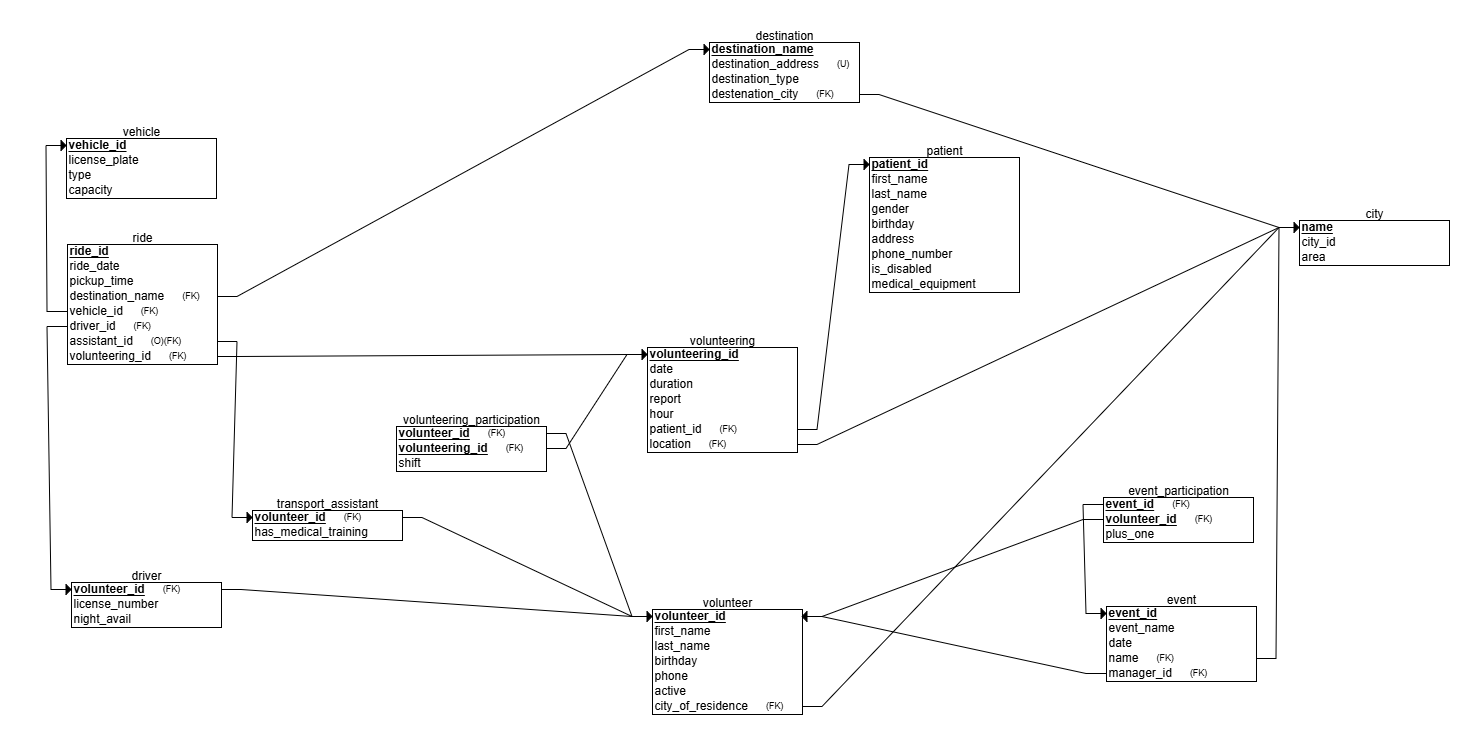 destination
destination_name
destination_address (U)
destination_type
destenation_city (FK)
vehicle
vehicle_id
license_plate
type
capacity
patient
patient_id
first_name
last_name
gender
birthday
address
phone_number
is_disabled
medical_equipment
city
name
city_id
area
ride
ride_id
ride_date
pickup_time
destination_name (FK)
vehicle_id (FK)
driver_id (FK)
assistant_id (O)(FK)
volunteering_id (FK)
volunteering
volunteering_id
date
duration
report
hour
patient_id (FK)
location (FK)
volunteering_participation
volunteer_id (FK)
volunteering_id (FK)
shift
transport_assistant
volunteer_id (FK)
has_medical_training
event_participation
event_id (FK)
volunteer_id (FK)
plus_one
driver
volunteer_id (FK)
license_number
night_avail
volunteer
volunteer_id
first_name
last_name
birthday
phone
active
city_of_residence (FK)
event
event_id
event_name
date
name (FK)
manager_id (FK)